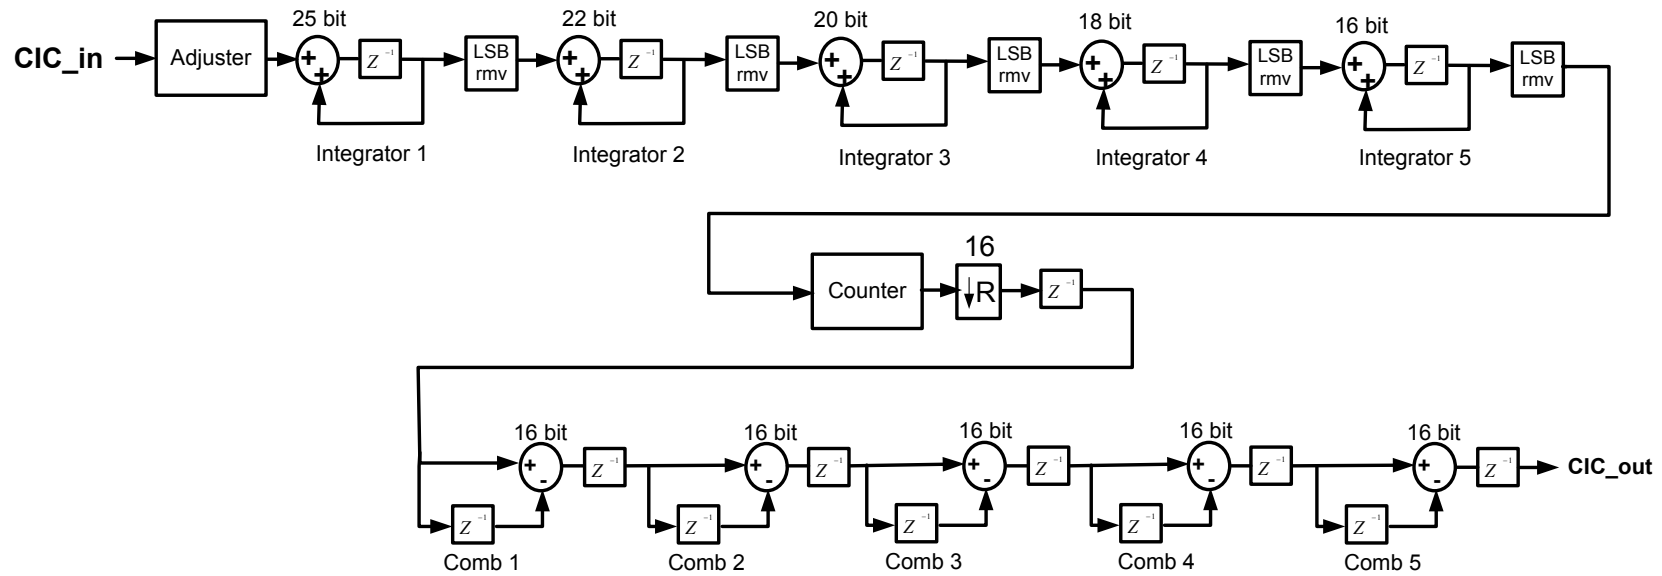 25 bit
22 bit
20 bit
18 bit
16 bit
CIC_in
Adjuster
+
+
Z⁻¹
LSB
rmv
+
+
Z⁻¹
LSB
rmv
+
+
Z⁻¹
LSB
rmv
+
+
Z⁻¹
LSB
rmv
+
+
Z⁻¹
LSB
rmv
Integrator 1
Integrator 2
Integrator 3
Integrator 4
Integrator 5
16
Counter
↓R
Z⁻¹
16 bit
16 bit
16 bit
16 bit
16 bit
+
-
Z⁻¹
+
-
Z⁻¹
+
-
Z⁻¹
+
-
Z⁻¹
+
-
Z⁻¹
CIC_out
Z⁻¹
Z⁻¹
Z⁻¹
Z⁻¹
Z⁻¹
Comb 1
Comb 2
Comb 3
Comb 4
Comb 5